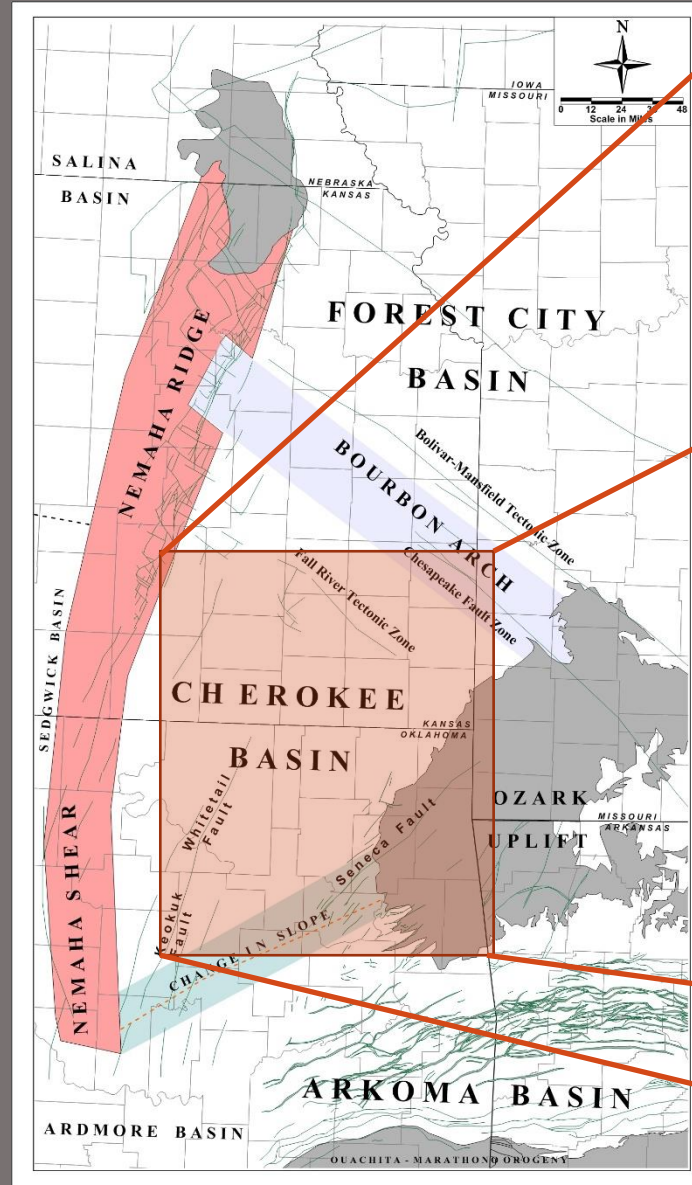 N
0 12 24 36 48
Scale in Miles
IOWA
MISSOURI
SALINA
BASIN
NEBRASKA
KANSAS
FOREST CITY
BASIN
NEMAHA RIDGE
BOURBON ARCH
Bolivar-Mansfield Tectonic Zone
Chesapeake Fault Zone
Fall River Tectonic Zone
SEDGWICK BASIN
CHEROKEE
BASIN
KANSAS
OKLAHOMA
Whitetail
Fault
Seneca Fault
OZARK
UPLIFT
MISSOURI
ARKANSAS
Keokuk
Fault
CHANGE IN SLOPE
NEMAHA SHEAR
ARKOMA BASIN
ARDMORE BASIN
OUACHITA - MARATHONO OROGENY